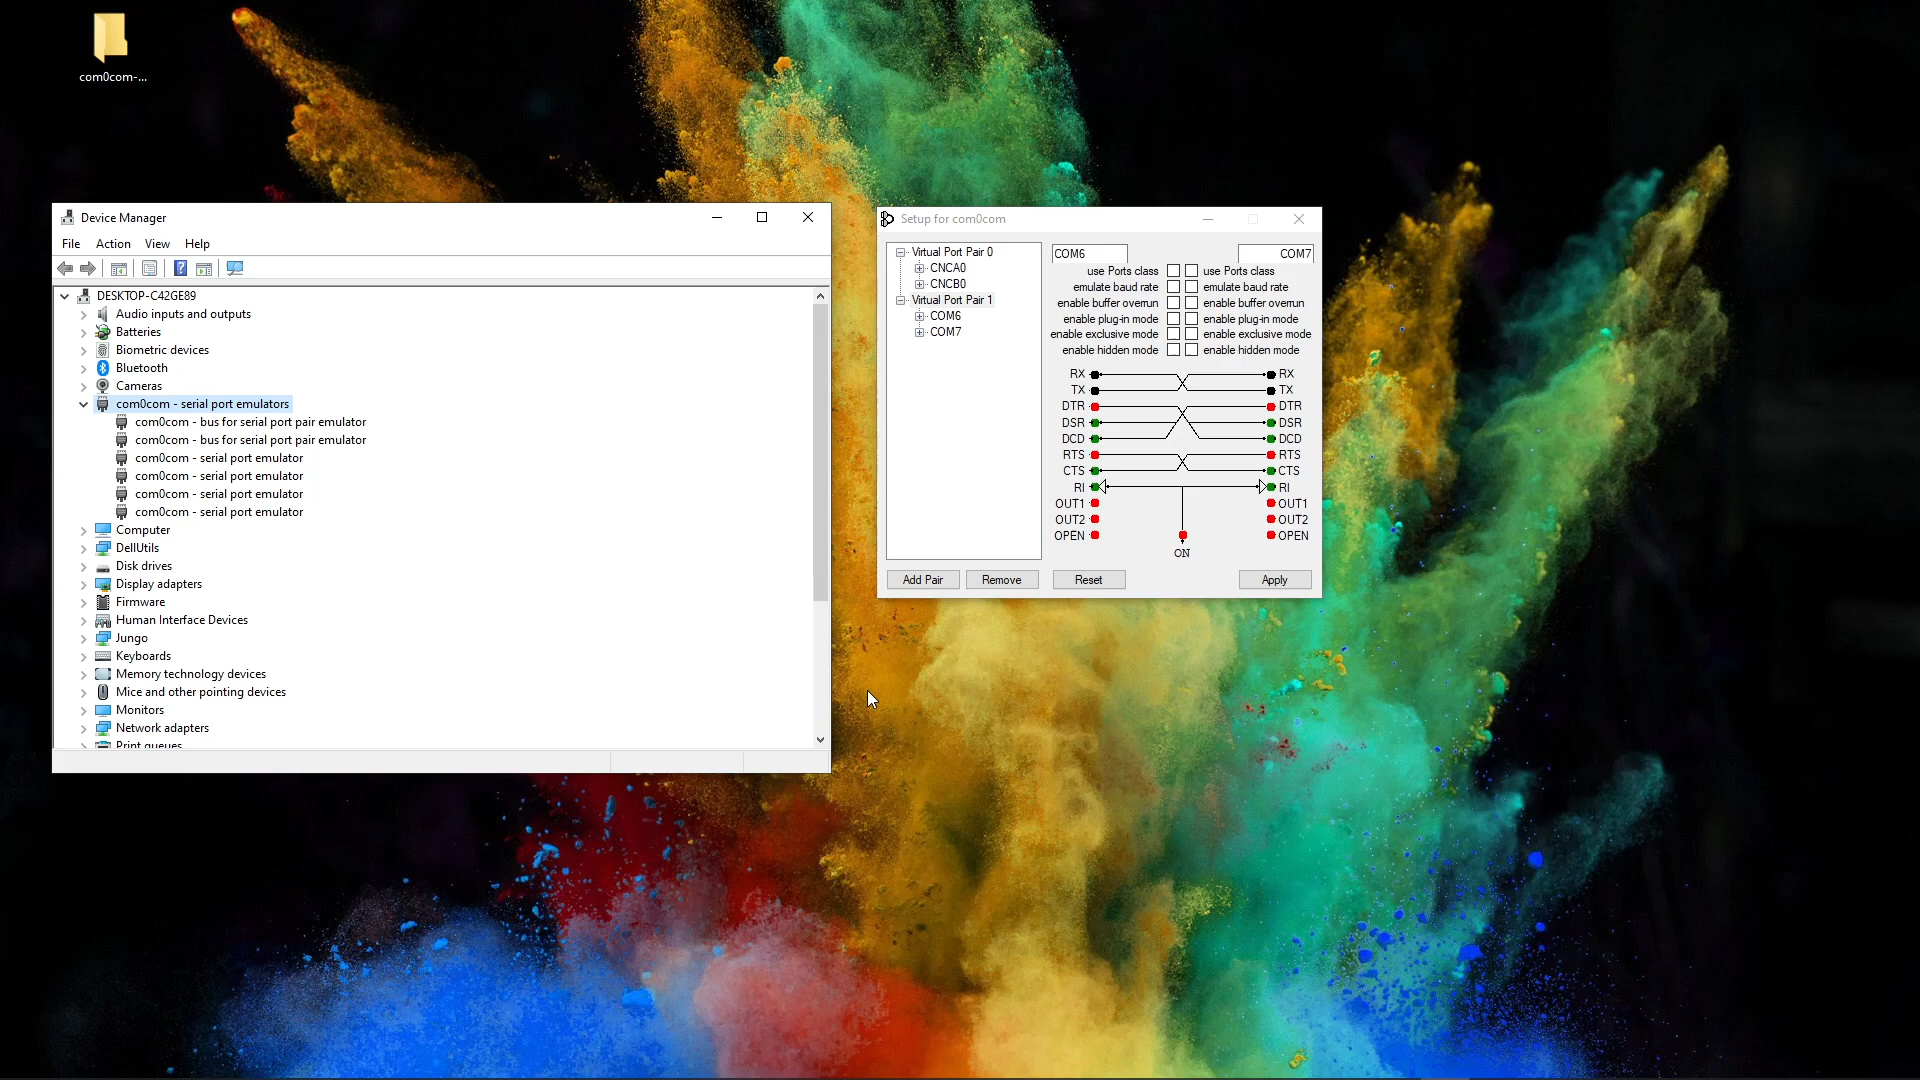 com0com-...
Device Manager
File Action View Help
DESKTOP-C42GE89
Audio inputs and outputs
Batteries
Biometric devices
Bluetooth
Cameras
com0com - serial port emulators
com0com - bus for serial port pair emulator
com0com - bus for serial port pair emulator
com0com - serial port emulator
com0com - serial port emulator
com0com - serial port emulator
com0com - serial port emulator
Computer
DellUtils
Disk drives
Display adapters
Firmware
Human Interface Devices
Jungo
Keyboards
Memory technology devices
Mice and other pointing devices
Monitors
Network adapters
Print queues
Setup for com0com
Virtual Port Pair 0
CNCA0
CNCB0
Virtual Port Pair 1
COM6
COM7
COM6 COM7
use Ports class use Ports class
emulate baud rate emulate baud rate
enable buffer overrun enable buffer overrun
enable plug-in mode enable plug-in mode
enable exclusive mode enable exclusive mode
enable hidden mode enable hidden mode
RX RX
TX TX
DTR DTR
DSR DSR
DCD DCD
RTS RTS
CTS CTS
RI RI
OUT1 OUT1
OUT2 OUT2
OPEN OPEN
ON
Add Pair Remove Reset Apply